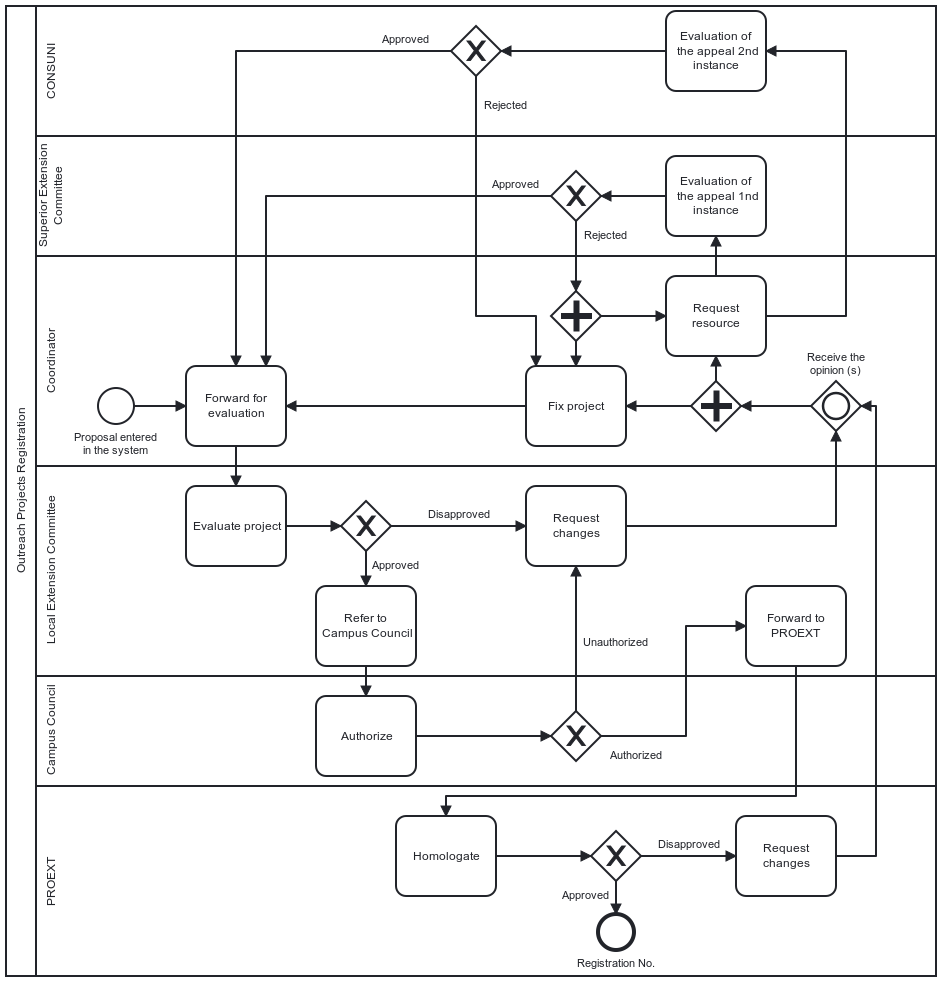 Outreach Projects Registration
CONSUNI
Approved
Rejected
Evaluation of
the appeal 2nd
instance
Superior Extension
Committee
Approved
Rejected
Evaluation of
the appeal 1nd
instance
Coordinator
Proposal entered
in the system
Forward for
evaluation
Fix project
Request
resource
Receive the
opinion (s)
Local Extension Committee
Evaluate project
Disapproved
Approved
Request
changes
Refer to
Campus Council
Unauthorized
Forward to
PROEXT
Campus Council
Authorize
Authorized
PROEXT
Homologate
Disapproved
Approved
Request
changes
Registration No.